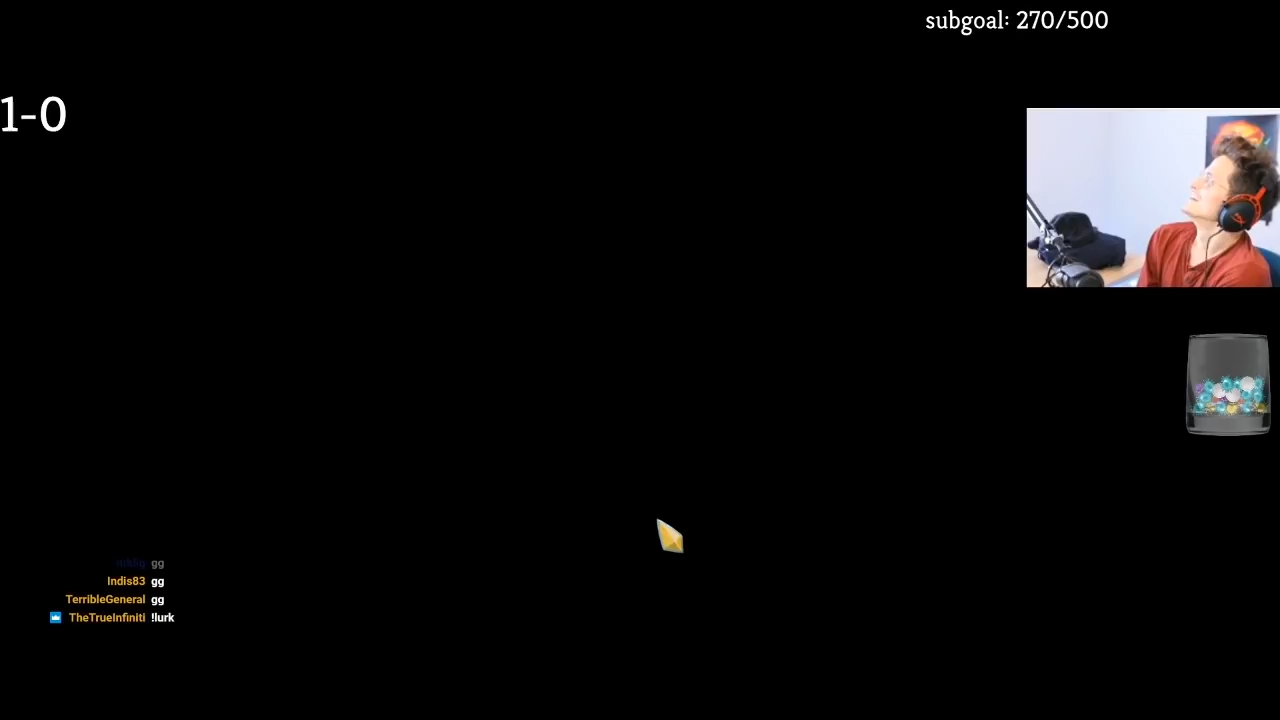 subgoal: 270/500
1-0
gg
Indis83 gg
TerribleGeneral gg
TheTrueInfiniti !lurk